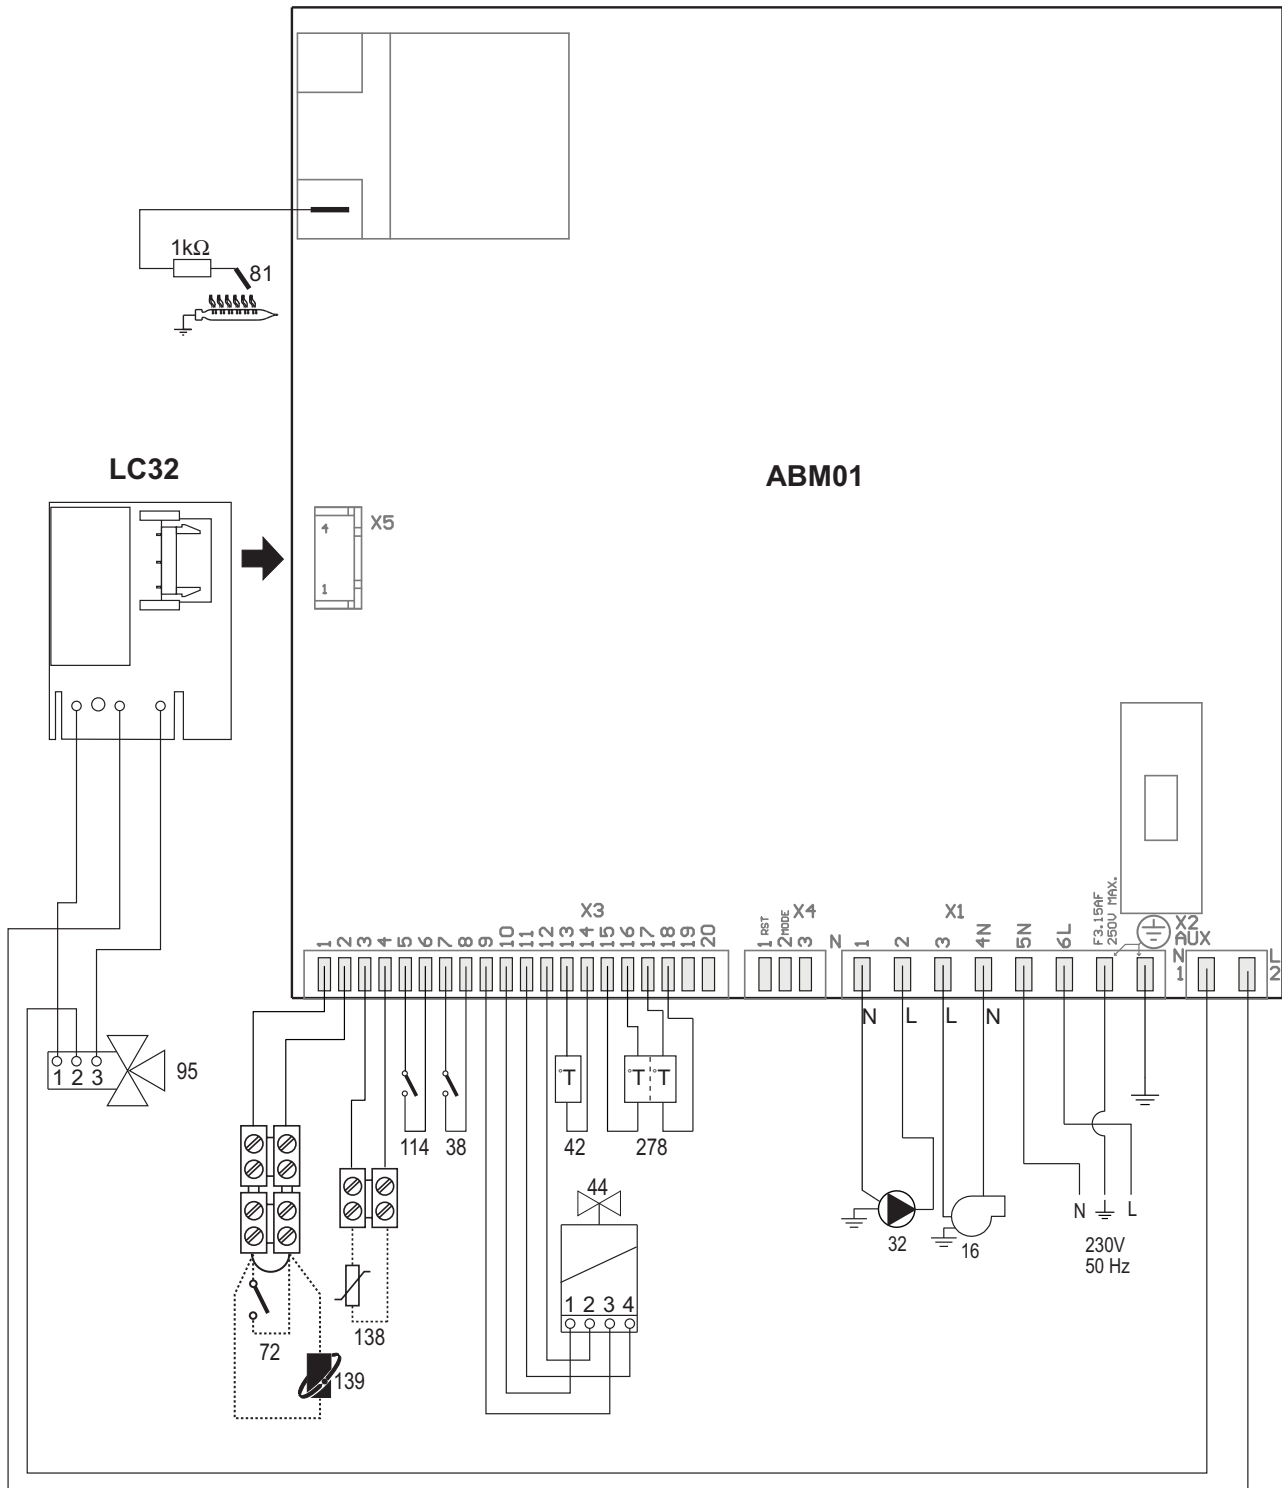 1kΩ
81
LC32
ABM01
X5
4
1
X3
X4
X1
F3.15AF
250V MAX.
X2
AUX
1 2 3 4 5 6 7 8 9 10 11 12 13 14 15 16 17 18 19 20
1 RST
2 MODE
3
N
1 2 3 4N 5N 6L
N
1
L
2
N L L N
1 2 3
95
°T
°T °T
114 38 42 278
44
1 2 3 4
72
138
139
32
16
N L
230V
50 Hz